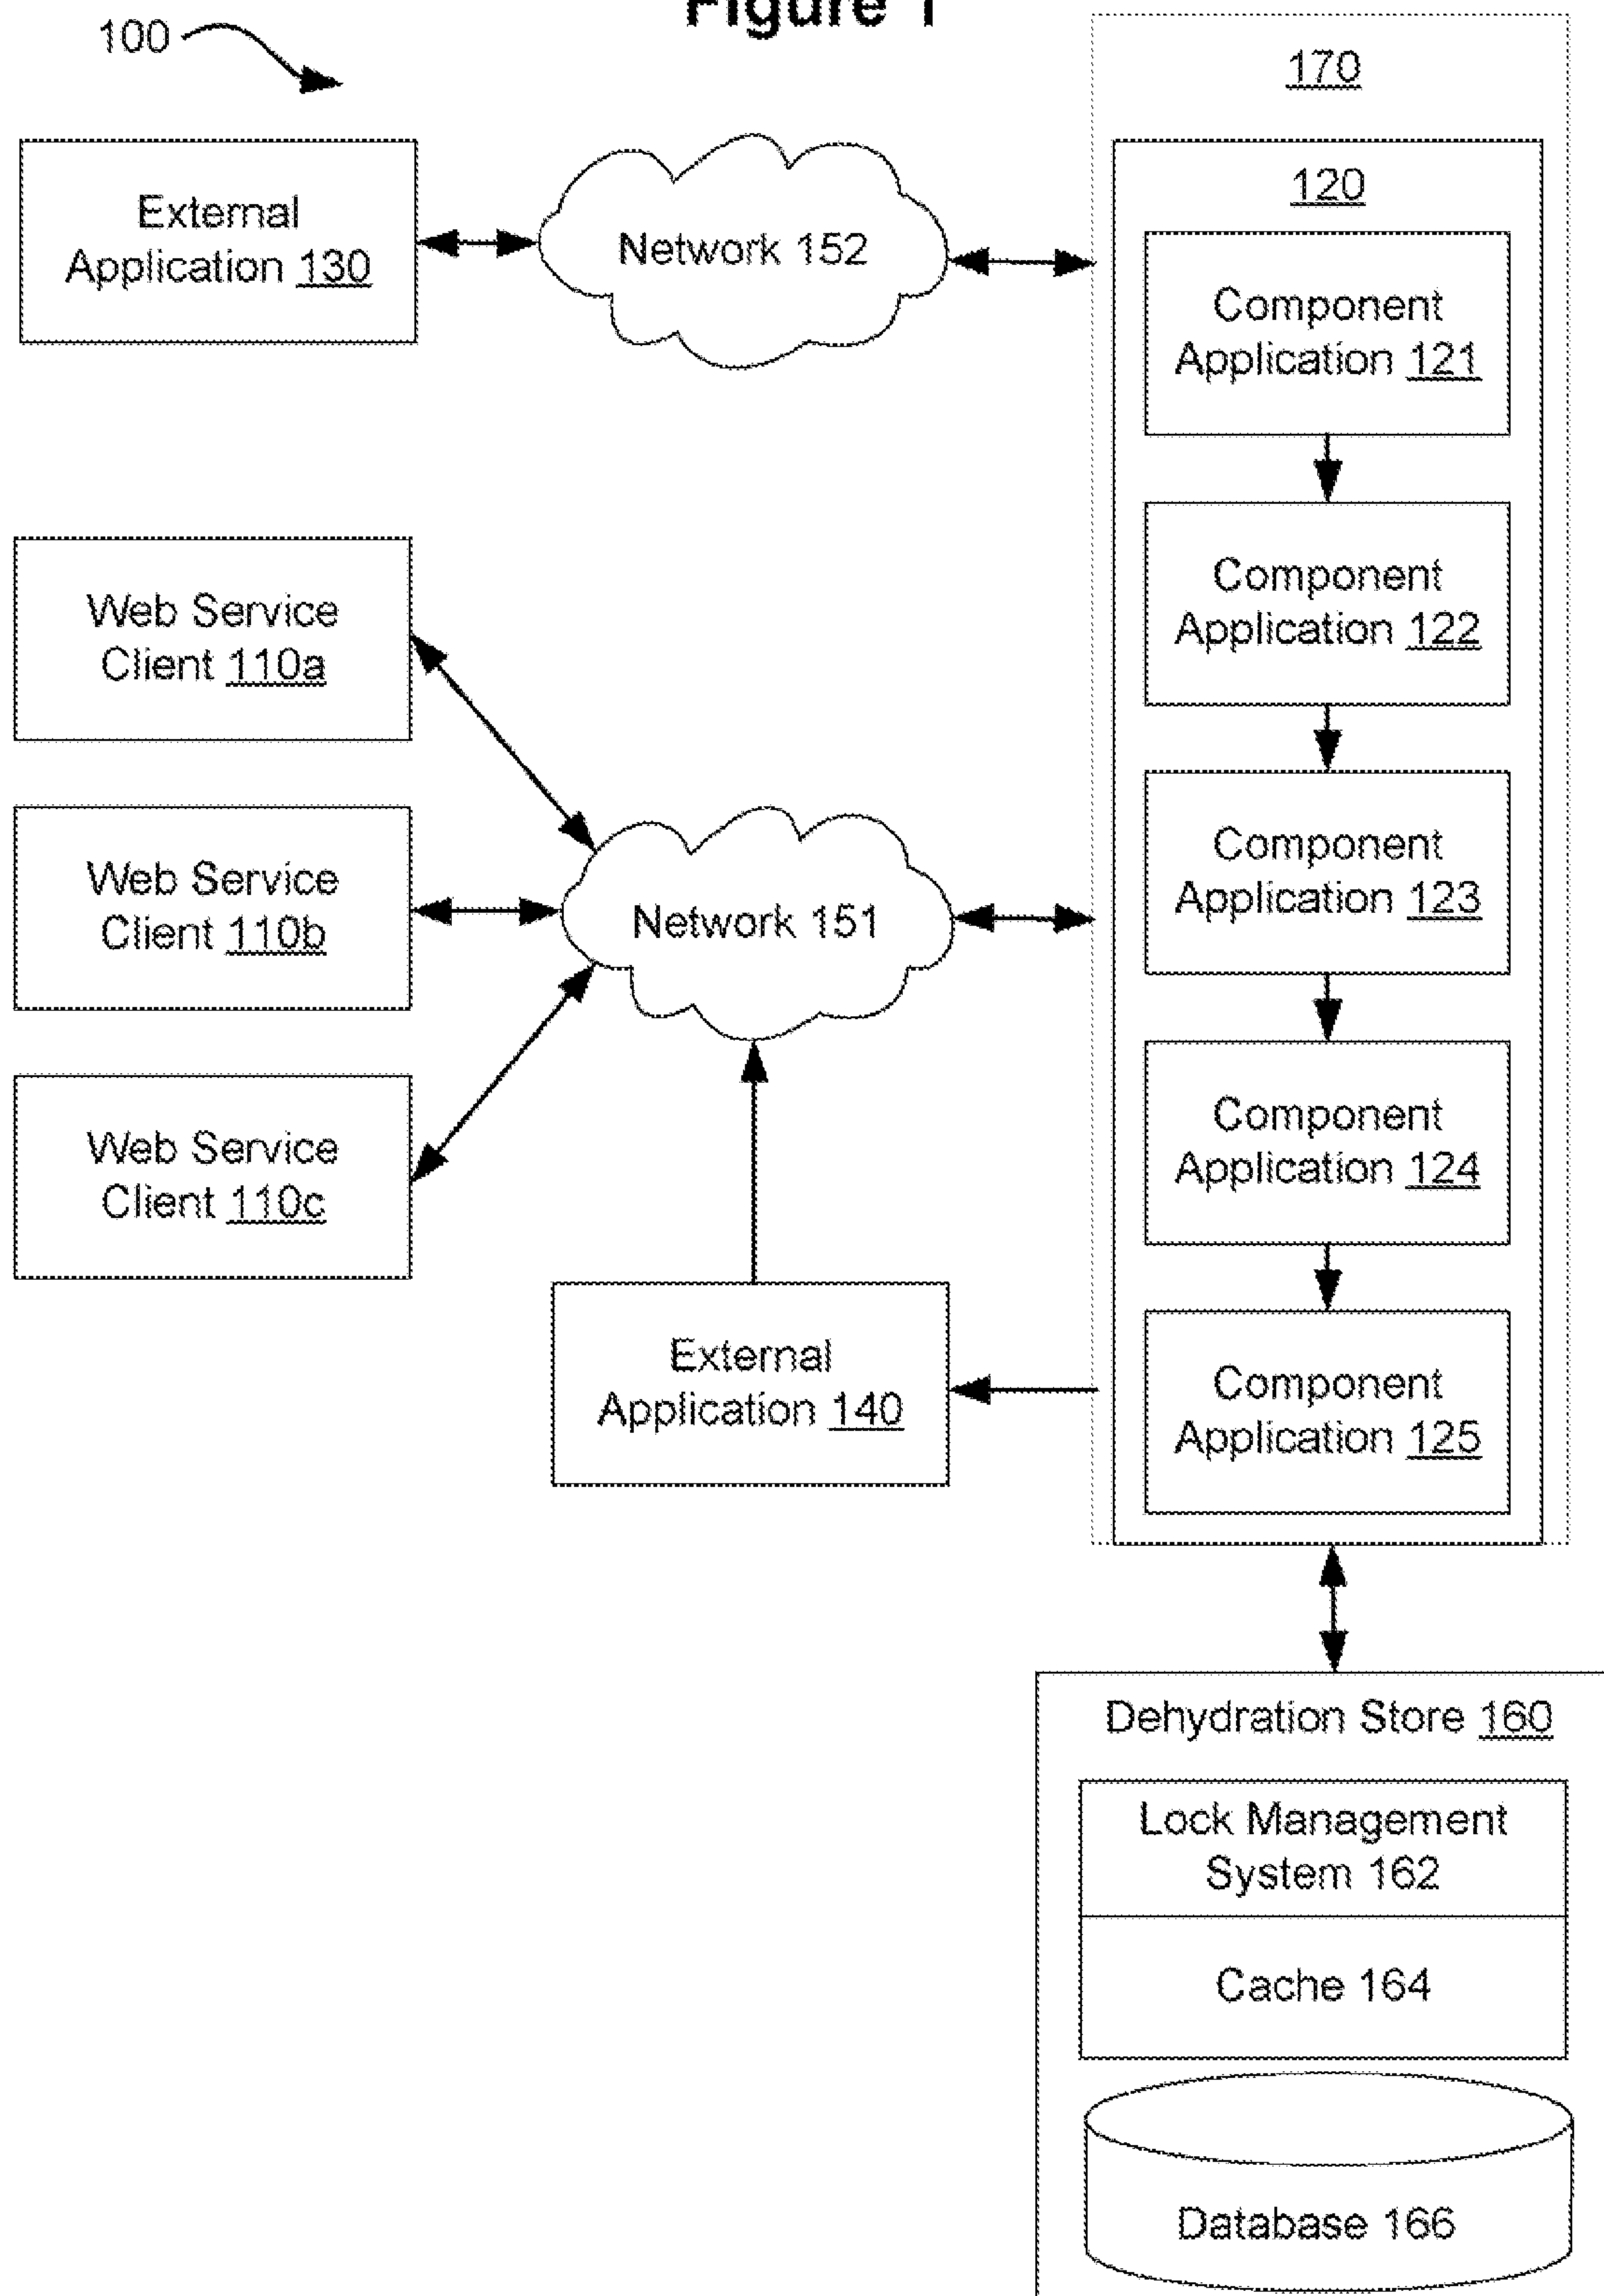 Figure 1
100
170
120
External
Application 130
Network 152
Component
Application 121
Component
Application 122
Web Service
Client 110a
Component
Application 123
Web Service
Client 110b
Network 151
Component
Application 124
Web Service
Client 110c
External
Application 140
Component
Application 125
Dehydration Store 160
Lock Management
System 162
Cache 164
Database 166